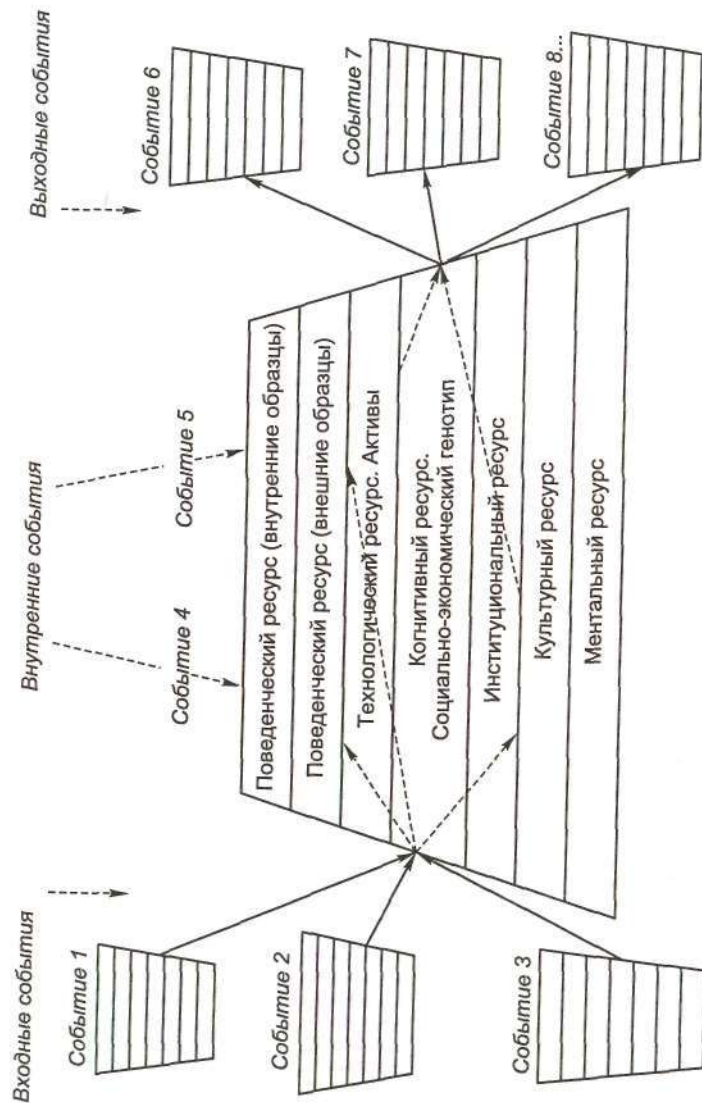 Входные события
Внутренние события
Выходные события
Событие 1
Событие 2
Событие 3
Событие 4
Событие 5
Поведенческий ресурс (внутренние образцы)
Поведенческий ресурс (внешние образцы)
Технологический ресурс. Активы
Когнитивный ресурс.
Социально-экономический генотип
Институциональный ресурс
Культурный ресурс
Ментальный ресурс
Событие 6
Событие 7
Событие 8...